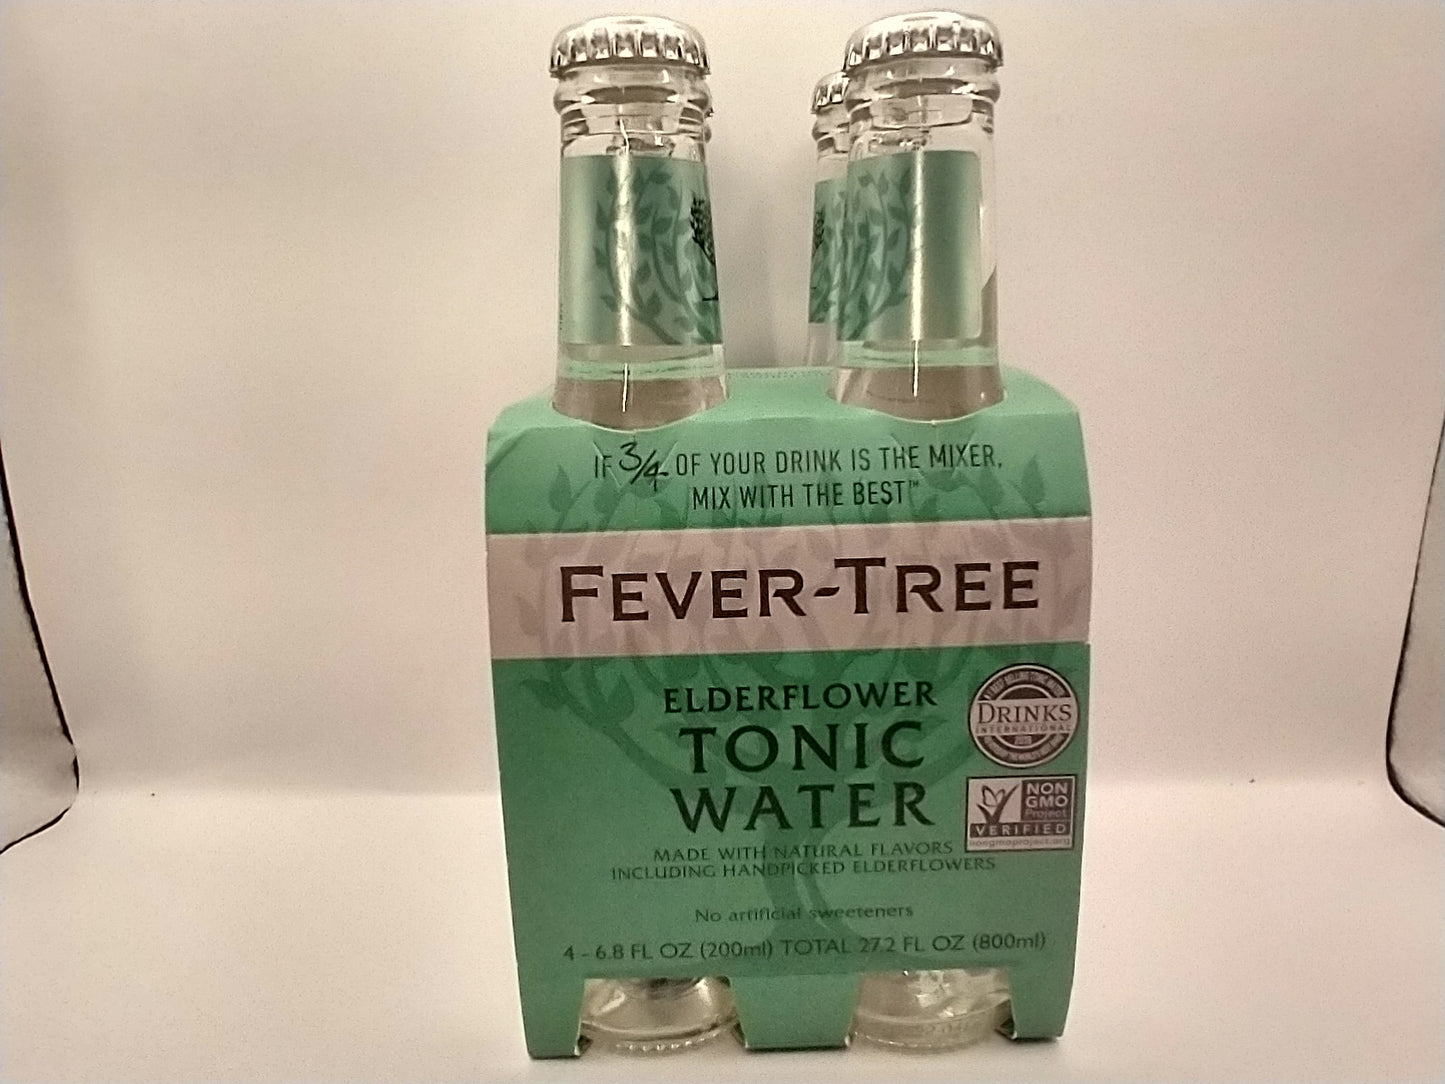 IF 3/4 OF YOUR DRINK IS THE MIXER,
MIX WITH THE BEST™
FEVER-TREE
ELDERFLOWER
TONIC
WATER
DRINKS
INTERNATIONAL
NON
GMO
Project
VERIFIED
nongmoproject.org
MADE WITH NATURAL FLAVORS
INCLUDING HANDPICKED ELDERFLOWERS
No artificial sweeteners
4 - 6.8 FL OZ (200ml) TOTAL 27.2 FL OZ (800ml)